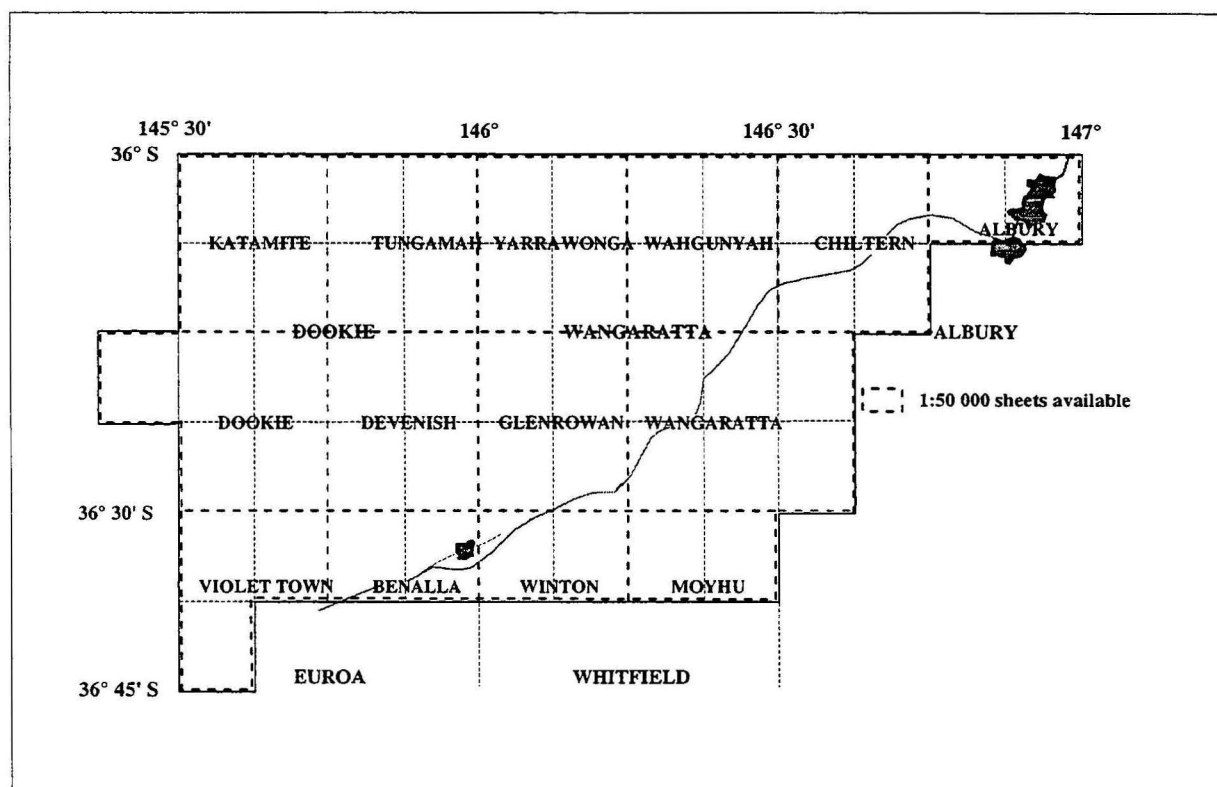 145° 30' 146° 146° 30' 147°
36° S
ALBURY
KATAMITE TUNGAMAH YARRAWONGA WAHGUNYAH CHILTERN
DOOKIE WANGARATTA ALBURY
1:50 000 sheets available
DOOKIE DEVENISH GLENROWAN WANGARATTA
36° 30' S
VIOLET TOWN BENALLA WINTON MOYHU
EUROA WHITFIELD
36° 45' S